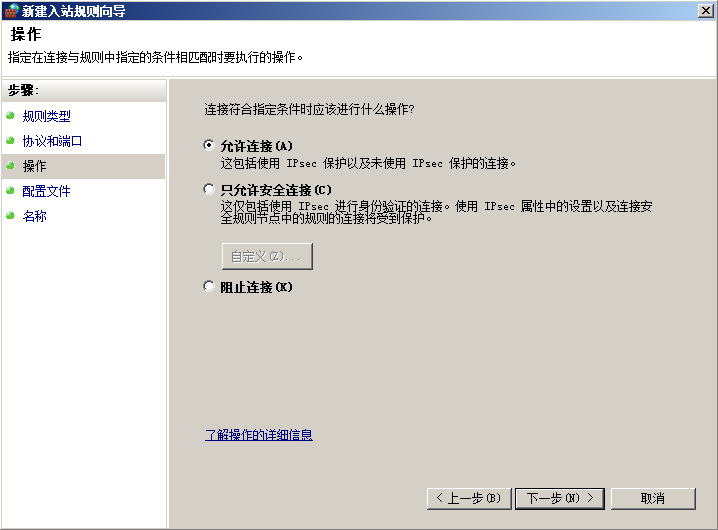 新建入站规则向导
操作
指定在连接与规则中指定的条件相匹配时要执行的操作。
步骤:
规则类型
协议和端口
操作
配置文件
名称
连接符合指定条件时应该进行什么操作?
允许连接(A)
这包括使用 IPsec 保护以及未使用 IPsec 保护的连接。
只允许安全连接(C)
这仅包括使用 IPsec 进行身份验证的连接。使用 IPsec 属性中的设置以及连接安
全规则节点中的规则的连接将受到保护。
自定义(Z)...
阻止连接(K)
了解操作的详细信息
< 上一步(B)
下一步(N) >
取消